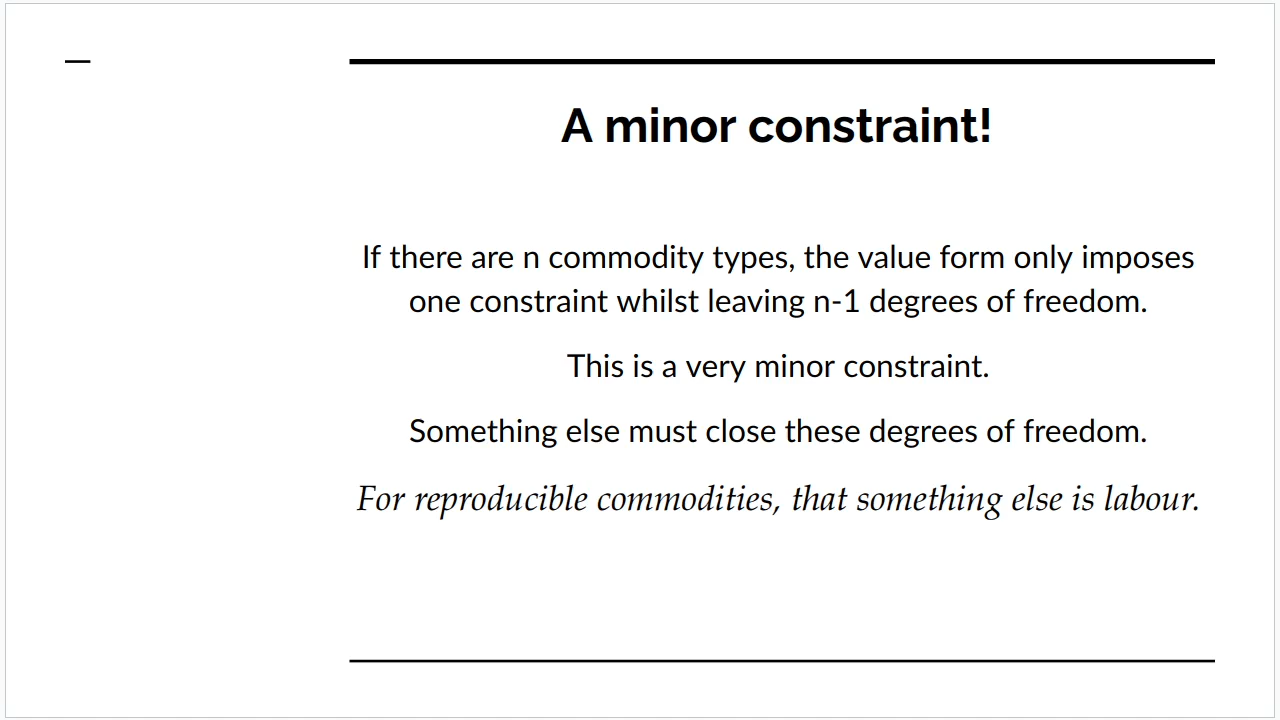 A minor constraint!
If there are n commodity types, the value form only imposes
one constraint whilst leaving n-1 degrees of freedom.
This is a very minor constraint.
Something else must close these degrees of freedom.
For reproducible commodities, that something else is labour.